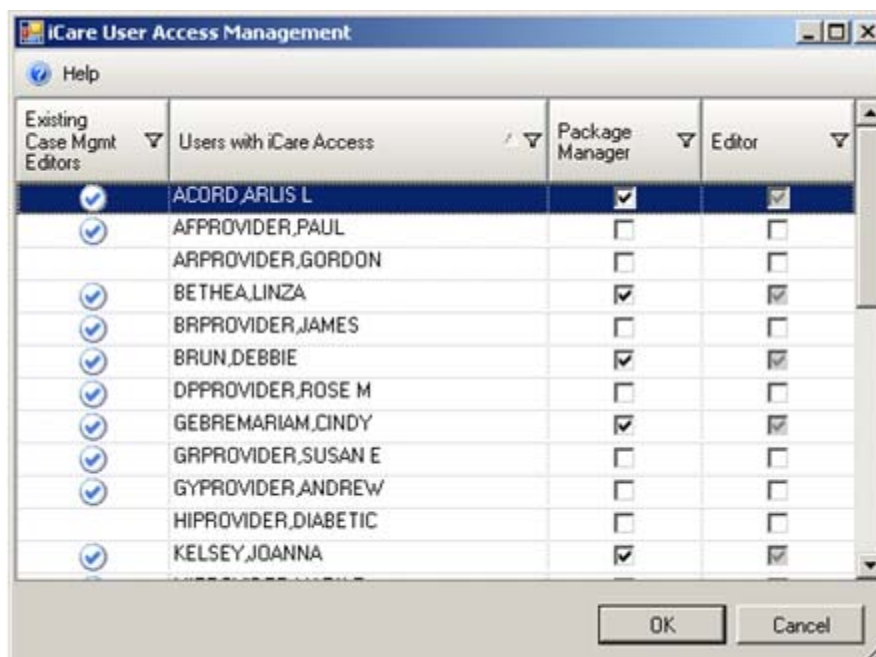 iCare User Access Management
Help
Existing
Case Mgmt
Editors
Users with iCare Access
Package
Manager
Editor
ACORD,ARLIS L
AFPROVIDER,PAUL
ARPROVIDER,GORDON
BETHEA,LINZA
BRPROVIDER,JAMES
BRUN,DEBBIE
DPPROVIDER,ROSE M
GEBREMARIAM,CINDY
GRPROVIDER,SUSAN E
GYPROVIDER,ANDREW
HIPROVIDER,DIABETIC
KELSEY,JOANNA
OK Cancel